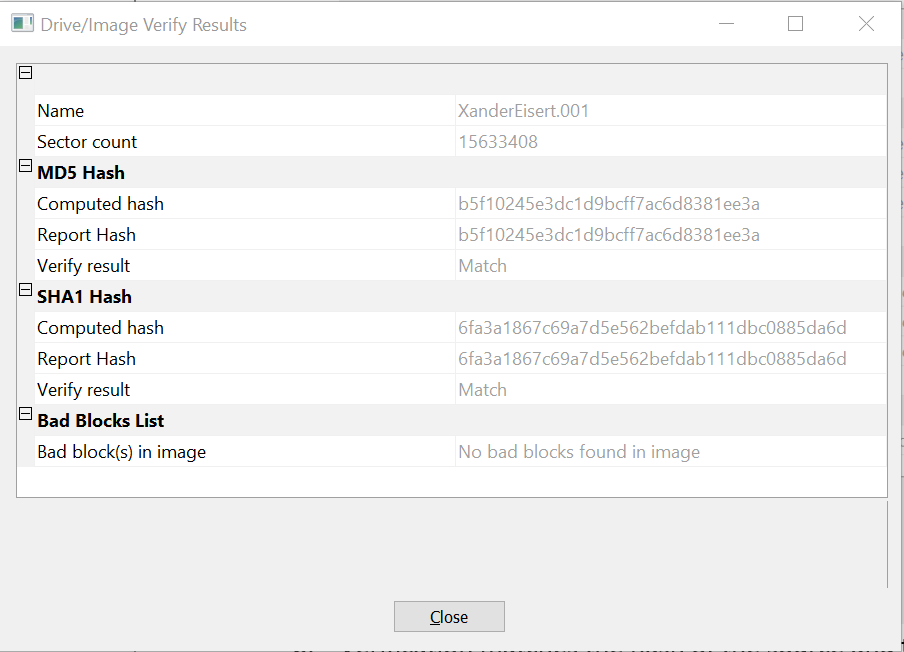 Drive/Image Verify Results
Name XanderEisert.001
Sector count 15633408
MD5 Hash
Computed hash b5f10245e3dc1d9bcff7ac6d8381ee3a
Report Hash b5f10245e3dc1d9bcff7ac6d8381ee3a
Verify result Match
SHA1 Hash
Computed hash 6fa3a1867c69a7d5e562befdab111dbc0885da6d
Report Hash 6fa3a1867c69a7d5e562befdab111dbc0885da6d
Verify result Match
Bad Blocks List
Bad block(s) in image No bad blocks found in image
Close